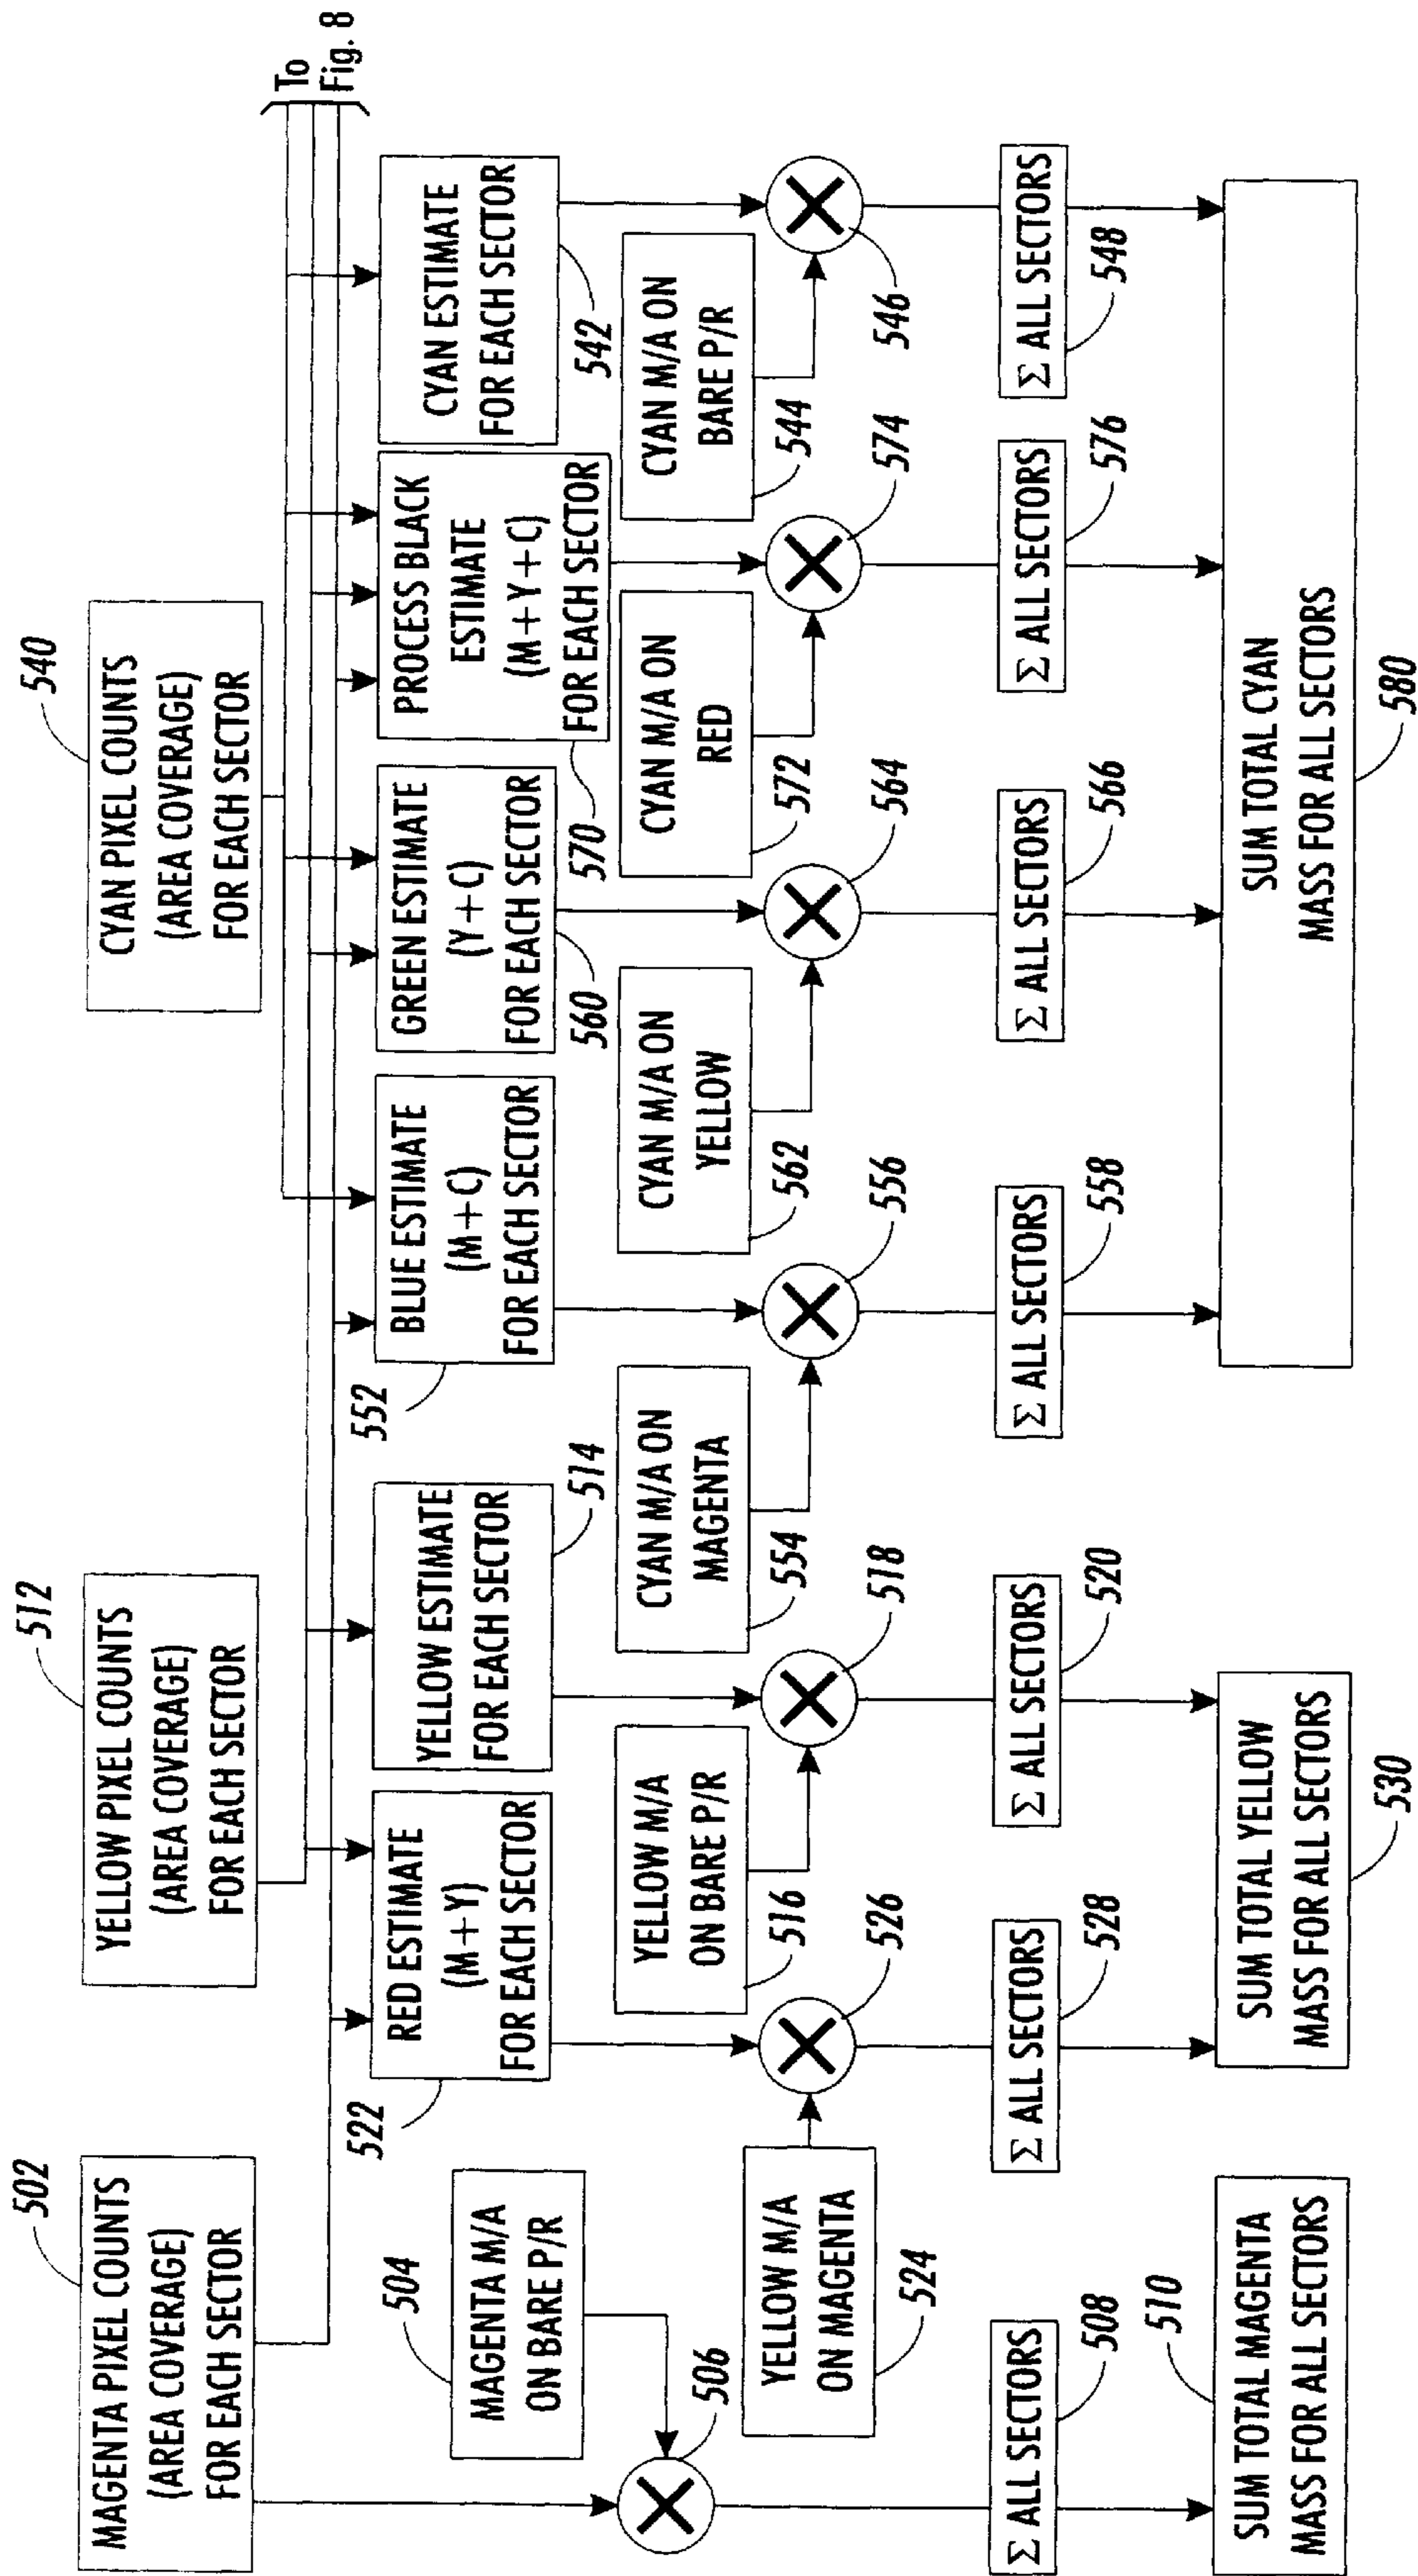 502
MAGENTA PIXEL COUNTS
(AREA COVERAGE)
FOR EACH SECTOR
512
YELLOW PIXEL COUNTS
(AREA COVERAGE)
FOR EACH SECTOR
540
CYAN PIXEL COUNTS
(AREA COVERAGE)
FOR EACH SECTOR
To
Fig. 8
522
RED ESTIMATE
(M+Y)
FOR EACH SECTOR
YELLOW ESTIMATE
FOR EACH SECTOR
514
552
BLUE ESTIMATE
(M+C)
FOR EACH SECTOR
GREEN ESTIMATE
(Y+C)
FOR EACH SECTOR
560
PROCESS BLACK
ESTIMATE
(M+Y+C)
FOR EACH SECTOR
570
CYAN ESTIMATE
FOR EACH SECTOR
542
504
MAGENTA M/A
ON BARE P/R
506
YELLOW M/A
ON MAGENTA
524
526
YELLOW M/A
ON BARE P/R
516
518
CYAN M/A ON
MAGENTA
554
556
CYAN M/A ON
YELLOW
562
564
CYAN M/A ON
RED
572
574
CYAN M/A ON
BARE P/R
544
546
Σ ALL SECTORS
508
Σ ALL SECTORS
528
Σ ALL SECTORS
520
Σ ALL SECTORS
558
Σ ALL SECTORS
566
Σ ALL SECTORS
576
Σ ALL SECTORS
548
510
SUM TOTAL MAGENTA
MASS FOR ALL SECTORS
SUM TOTAL YELLOW
MASS FOR ALL SECTORS
530
SUM TOTAL CYAN
MASS FOR ALL SECTORS
580